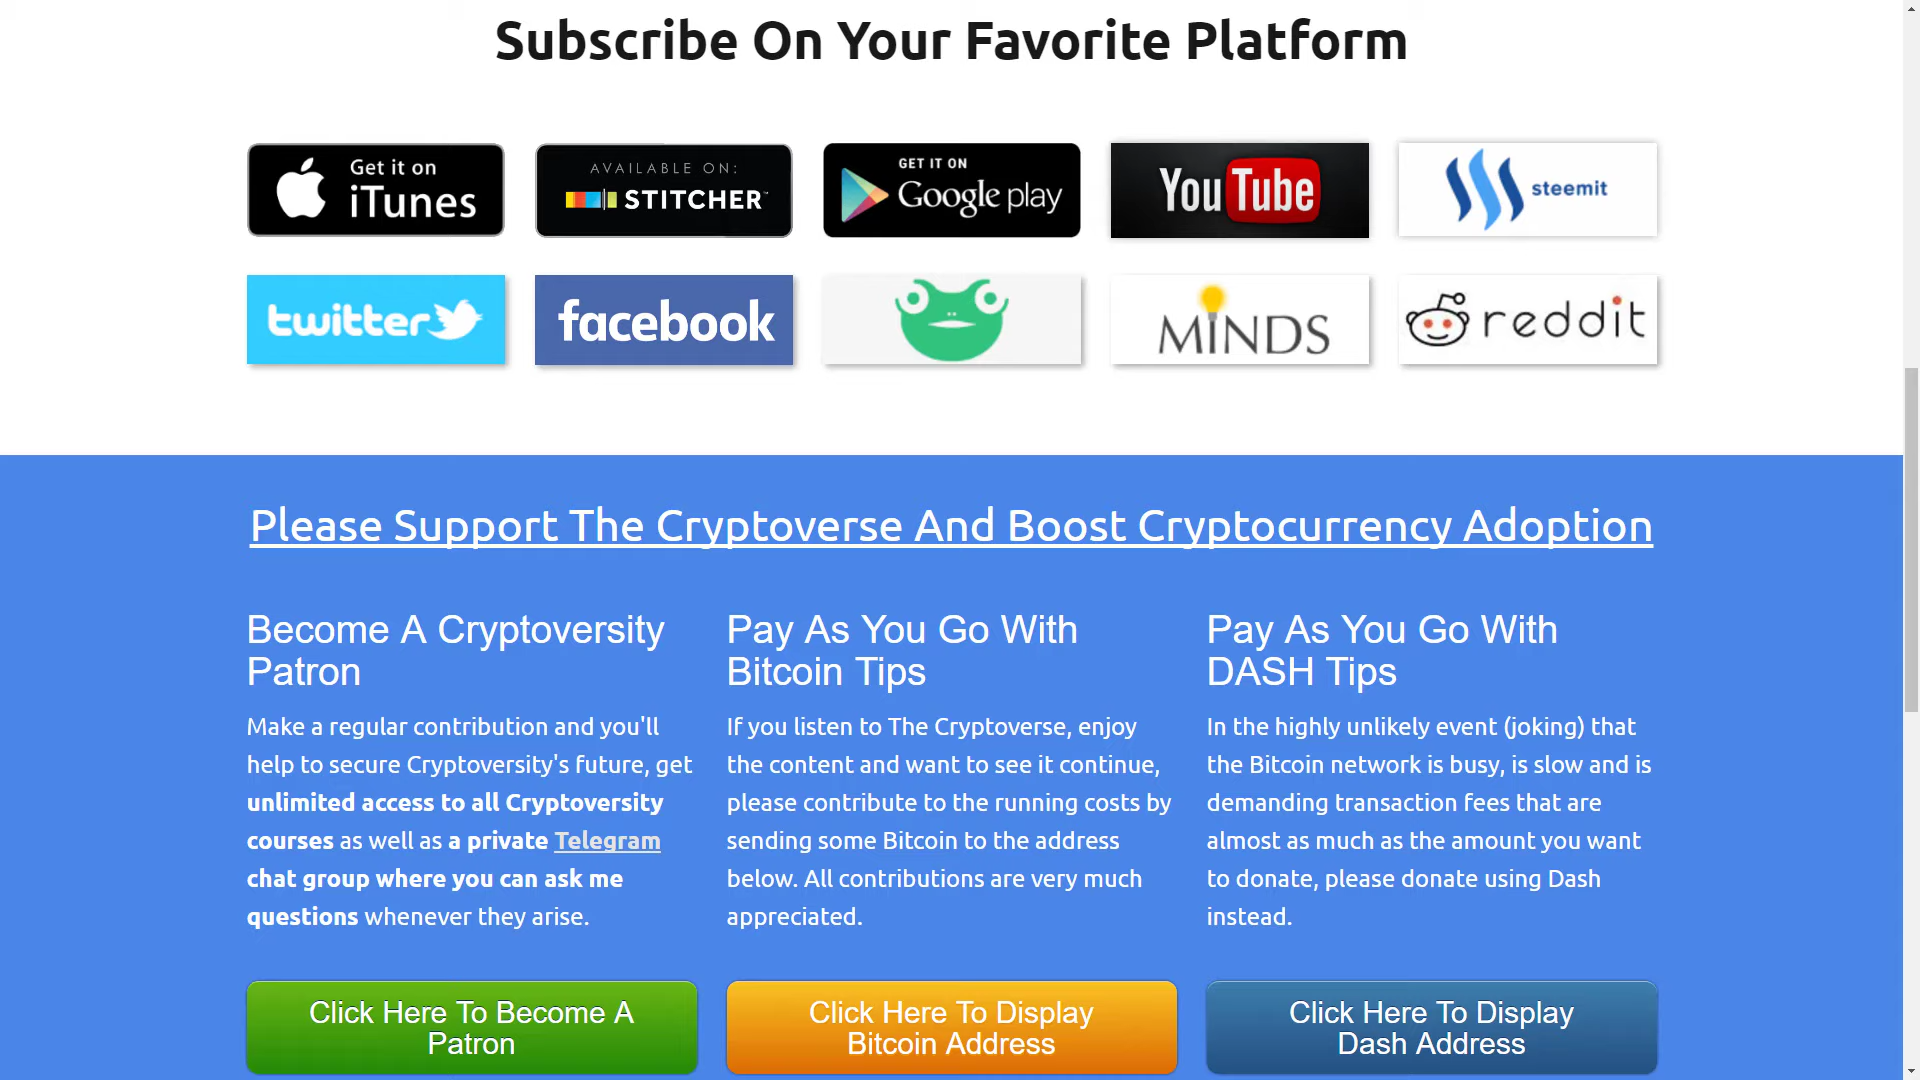 Subscribe On Your Favorite Platform
Get it on
iTunes
AVAILABLE ON:
STITCHER
GET IT ON
Google play
YouTube
steemit
twitter
facebook
MINDS
reddit
Please Support The Cryptoverse And Boost Cryptocurrency Adoption
Become A Cryptoversity
Patron
Make a regular contribution and you'll
help to secure Cryptoversity's future, get
unlimited access to all Cryptoversity
courses as well as a private Telegram
chat group where you can ask me
questions whenever they arise.
Click Here To Become A
Patron
Pay As You Go With
Bitcoin Tips
If you listen to The Cryptoverse, enjoy
the content and want to see it continue,
please contribute to the running costs by
sending some Bitcoin to the address
below. All contributions are very much
appreciated.
Click Here To Display
Bitcoin Address
Pay As You Go With
DASH Tips
In the highly unlikely event (joking) that
the Bitcoin network is busy, is slow and is
demanding transaction fees that are
almost as much as the amount you want
to donate, please donate using Dash
instead.
Click Here To Display
Dash Address